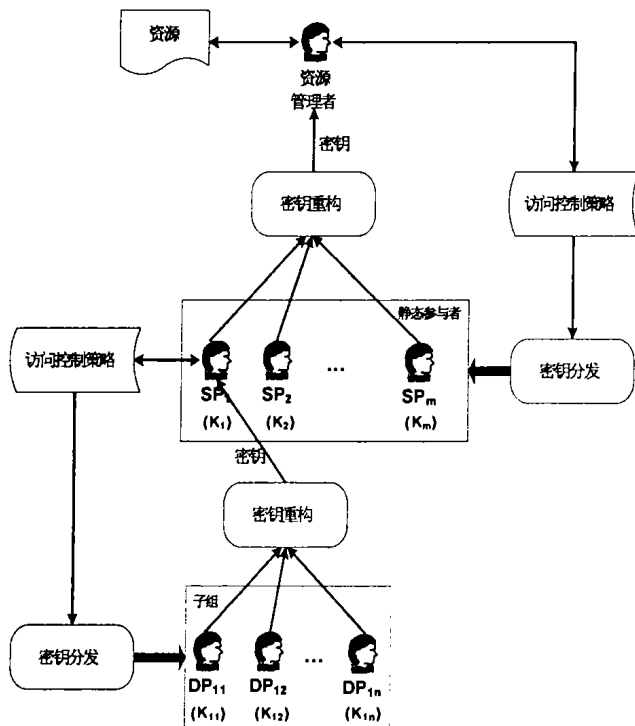 资源
资源
管理者
密钥
密钥重构
访问控制策略
静态参与者
访问控制策略
SP₁ SP₂ ... SPₘ
(K₁) (K₂) (Kₘ)
密钥分发
密钥
密钥重构
子组
密钥分发
DP₁₁ DP₁₂ ... DP₁ₙ
(K₁₁) (K₁₂) (K₁ₙ)